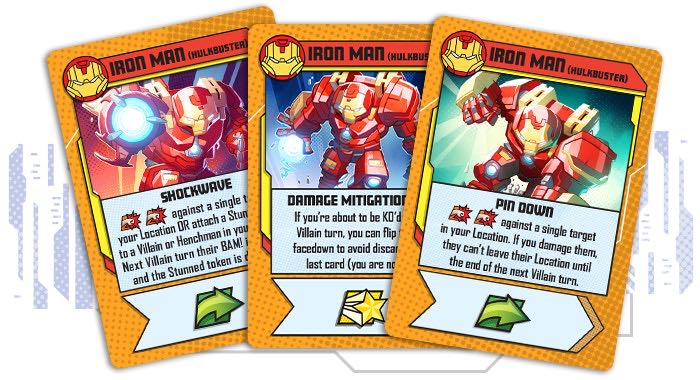 IRON MAN (HULKBUSTER)
SHOCKWAVE
against a single t
your Location OR attach a Stunned
to a Villain or Henchman in you
Next Villain turn their BAM! i
and the Stunned token is d
IRON MAN (HULKBUS
DAMAGE MITIGATION
If you're about to be KO'd
Villain turn, you can flip
facedown to avoid discar
last card (you are no
IRON MAN (HULKBUSTER)
PIN DOWN
against a single target
in your Location. If you damage them,
they can't leave their Location until
the end of the next Villain turn.